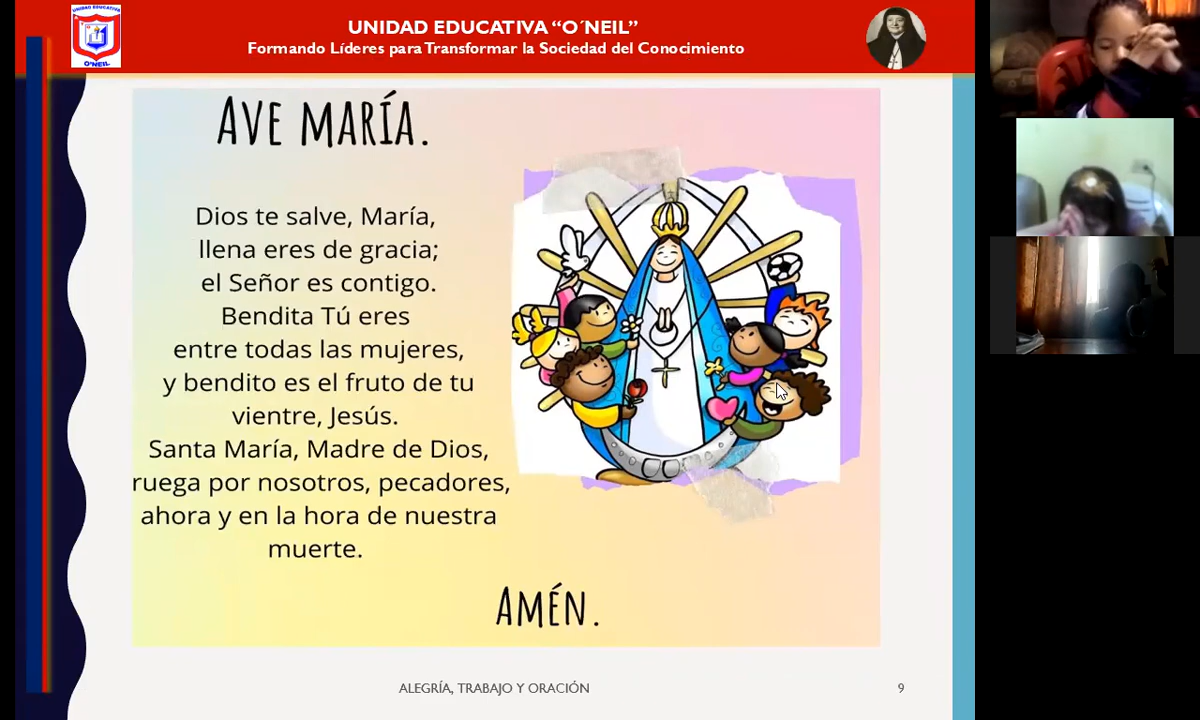 UNIDAD EDUCATIVA
O'NEIL
UNIDAD EDUCATIVA “O´NEIL”
Formando Líderes para Transformar la Sociedad del Conocimiento
AVE MARÍA.
Dios te salve, María,
llena eres de gracia;
el Señor es contigo.
Bendita Tú eres
entre todas las mujeres,
y bendito es el fruto de tu
vientre, Jesús.
Santa María, Madre de Dios,
ruega por nosotros, pecadores,
ahora y en la hora de nuestra
muerte.
AMÉN.
ALEGRÍA, TRABAJO Y ORACIÓN
9